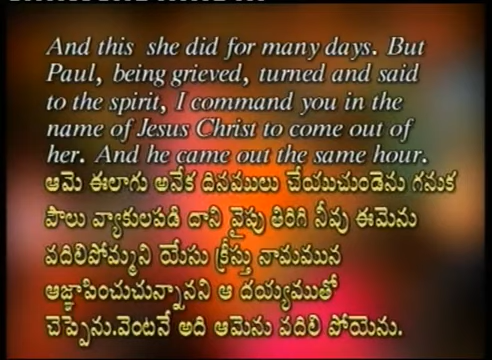 And this she did for many days. But
Paul, being grieved, turned and said
to the spirit, I command you in the
name of Jesus Christ to come out of
her. And he came out the same hour.
ఆమె ఈలాగు అనేక దినములు చేయుచుండెను గనుక
పౌలు వ్యాకులపడి దాని వైపు తిరిగి నీవు ఈమెను
వదిలిపొమ్మని యేసు క్రీస్తు నామమున
ఆజ్ఞాపించుచున్నానని ఆ దయ్యముతో
చెప్పెను.వెంటనే అది ఆమెను వదిలి పోయెను.